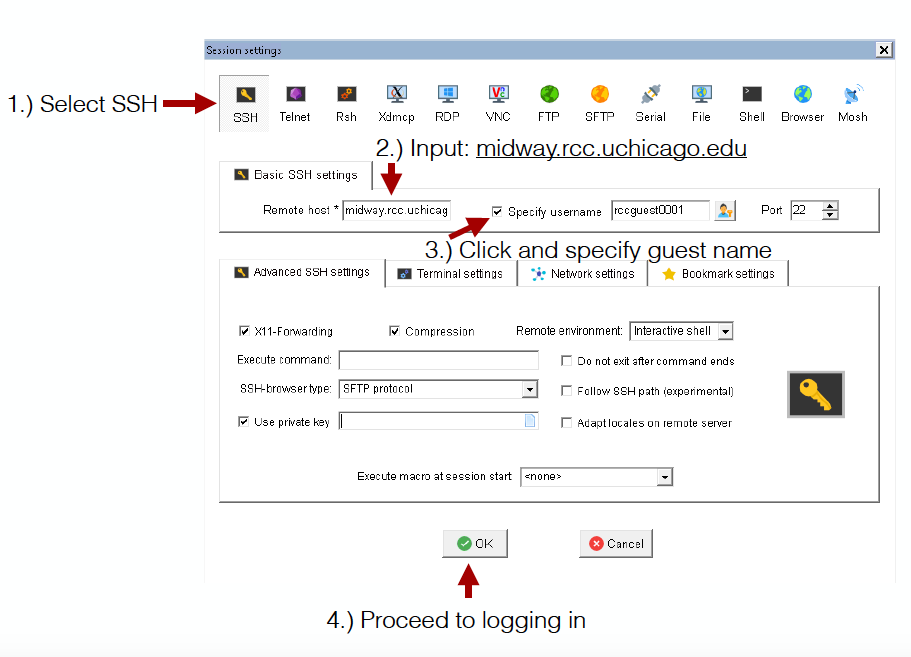 Session settings
1.) Select SSH
SSH Telnet Rsh Xdmcp RDP VNC FTP SFTP Serial File Shell Browser Mosh
2.) Input: midway.rcc.uchicago.edu
Basic SSH settings
Remote host * midway.rcc.uchicag Specify username rccguest0001 Port 22
3.) Click and specify guest name
Advanced SSH settings Terminal settings Network settings Bookmark settings
X11-Forwarding Compression Remote environment: Interactive shell
Execute command: Do not exit after command ends
SSH-browser type: SFTP protocol Follow SSH path (experimental)
Use private key Adapt locales on remote server
Execute macro at session start: <none>
OK Cancel
4.) Proceed to logging in